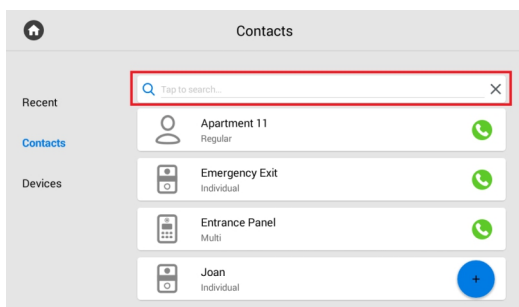 Contacts
Recent
Contacts
Devices
Tap to search...
Apartment 11
Regular
Emergency Exit
Individual
Entrance Panel
Multi
Joan
Individual